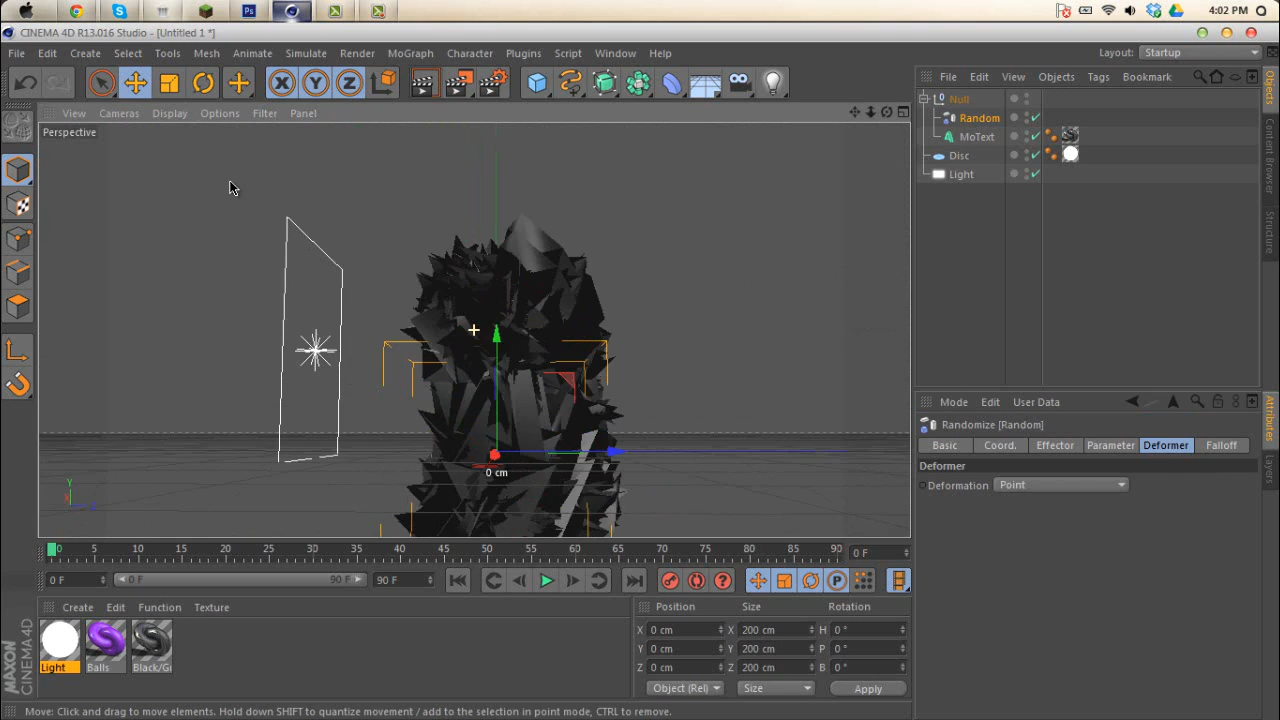 4:02 PM
CINEMA 4D R13.016 Studio - [Untitled 1 *]
File Edit Create Select Tools Mesh Animate Simulate Render MoGraph Character Plugins Script Window Help Layout: Startup
File Edit View Objects Tags Bookmark
View Cameras Display Options Filter Panel
Perspective
Null
Random
MoText
Disc
Light
Objects
Content Browser
Structure
0 cm
Y
X
Mode Edit User Data
Randomize [Random]
Basic Coord. Effector Parameter Deformer Falloff
Deformer
Deformation Point
Attributes
Layers
0 5 10 15 20 25 30 35 40 45 50 55 60 65 70 75 80 85 90 0 F
0 F 0 F 90 F 90 F
Create Edit Function Texture
Light Balls Black/Gr
Position Size Rotation
X 0 cm X 200 cm H 0 °
Y 0 cm Y 200 cm P 0 °
Z 0 cm Z 200 cm B 0 °
Object (Rel) Size Apply
MAXON CINEMA 4D
Move: Click and drag to move elements. Hold down SHIFT to quantize movement / add to the selection in point mode, CTRL to remove.